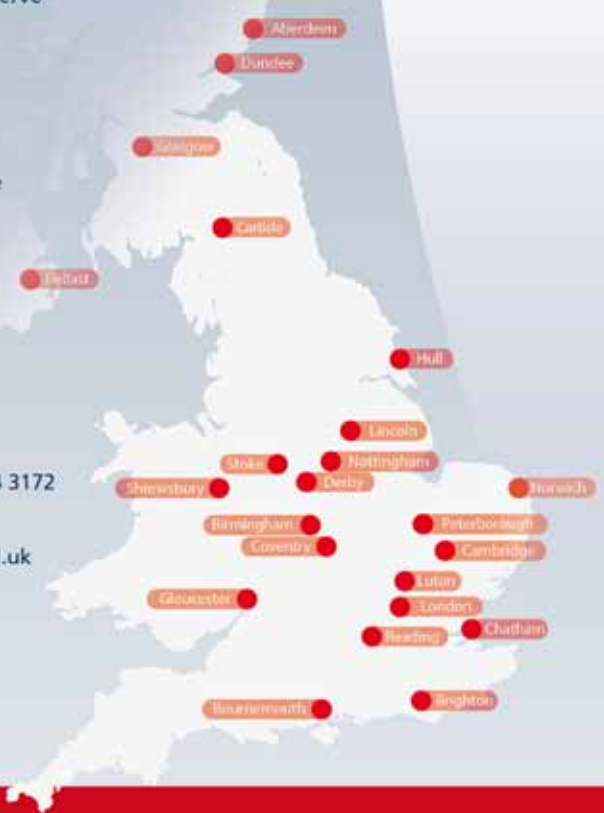 erve
Aberdeen
Dundee
Glasgow
e
Carlisle
Belfast
Hull
Lincoln
Stoke
Nottingham
3172
Shrewsbury
Derby
Norwich
Birmingham
Peterborough
Coventry
Cambridge
.uk
Luton
Gloucester
London
Chatham
Reading
Brighton
Bournemouth